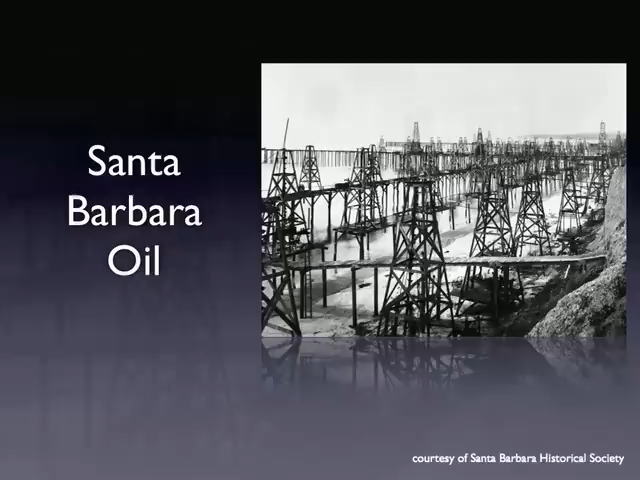 Santa
Barbara
Oil
courtesy of Santa Barbara Historical Society